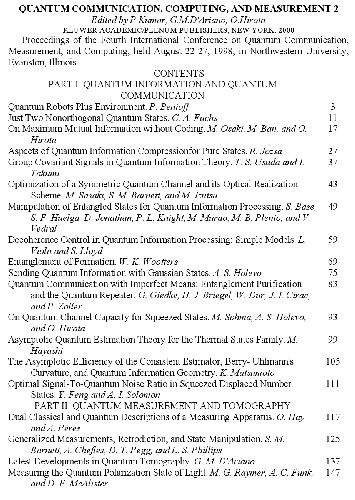 QUANTUM COMMUNICATION, COMPUTING, AND MEASUREMENT 2
Edited by P. Kumar, G.M.D'Ariano, O.Hirota
KLUWER ACADEMIC/PLENUM PUBLISHERS, NEW YORK, 2000
Proceedings of the Fourth International Conference on Quantum Communication,
Measurement, and Computing, held August 22-27, 1998, in Northwestern University,
Evanston, Illinois
CONTENTS
PART I. QUANTUM INFORMATION AND QUANTUM
COMMUNICATION
Quantum Robots Plus Environment. P. Benioff 3
Just Two Nonorthogonal Quantum States. C. A. Fuchs 11
On Maximum Mutual Information without Coding. M. Osaki, M. Ban, and O. 17
Hirota
Aspects of Quantum Information Compression for Pure States. R. Jozsa 27
Group Covariant Signals in Quantum Information Theory. T. S. Usuda and I. 37
Takumi
Optimization of a Symmetric Quantum Channel and its Optical Realization 43
Scheme. M. Sasaki, S. M. Barnett, and M. Izutsu
Manipulation of Entangled States for Quantum Information Processing. S. Bose, 49
S. F. Huelga, D. Jonathan, P. L. Knight, M. Murao, M. B. Plenio, and V.
Vedral
Decoherence Control in Quantum Information Processing: Simple Models. L. 59
Viola and S. Lloyd
Entanglement of Formation. W. K. Wootters 69
Sending Quantum Information with Gaussian States. A. S. Holevo 75
Quantum Communication with Imperfect Means: Entanglement Purification 83
and the Quantum Repeater. G. Giedke, H. J. Briegel, W. Dur, J. I. Cirac,
and P. Zoller
On Quantum Channel Capacity for Squeezed States. M. Sohma, A. S. Holevo, 93
and O. Hirota
Asymptotic Quantum Estimation Theory for the Thermal States Family. M. 99
Hayashi
The Asymptotic Efficiency of the Consistent Estimator, Berry-Uhlmann's 105
Curvature, and Quantum Information Geometry. K. Matsumoto
Optimal Signal-To-Quantum Noise Ratio in Squeezed Displaced Number 111
States. Y. Feng and A. I. Solomon
PART II. QUANTUM MEASUREMENT AND TOMOGRAPHY
Dual Classical and Quantum Descriptions of a Measuring Apparatus. O. Hay 117
and A. Peres
Generalized Measurements, Retrodiction, and State Manipulation. S. M. 125
Barnett, A. Chefles, D. T. Pegg, and L. S. Phillips
Latest Developments in Quantum Tomography. G. M. D'Ariano 137
Measuring the Quantum Polarization State of Light. M. G. Raymer, A. C. Funk, 147
and D. F. McAlister